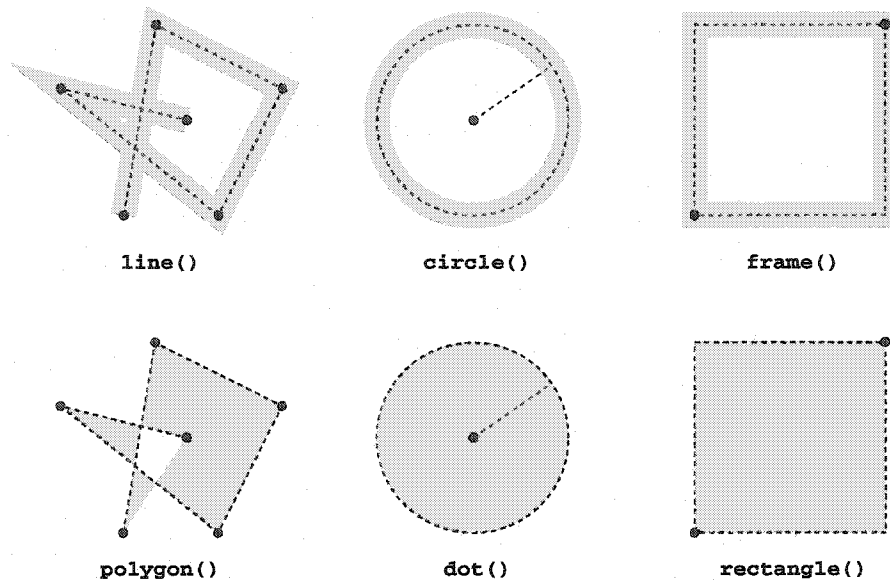 line()
circle()
frame()
polygon()
dot()
rectangle()